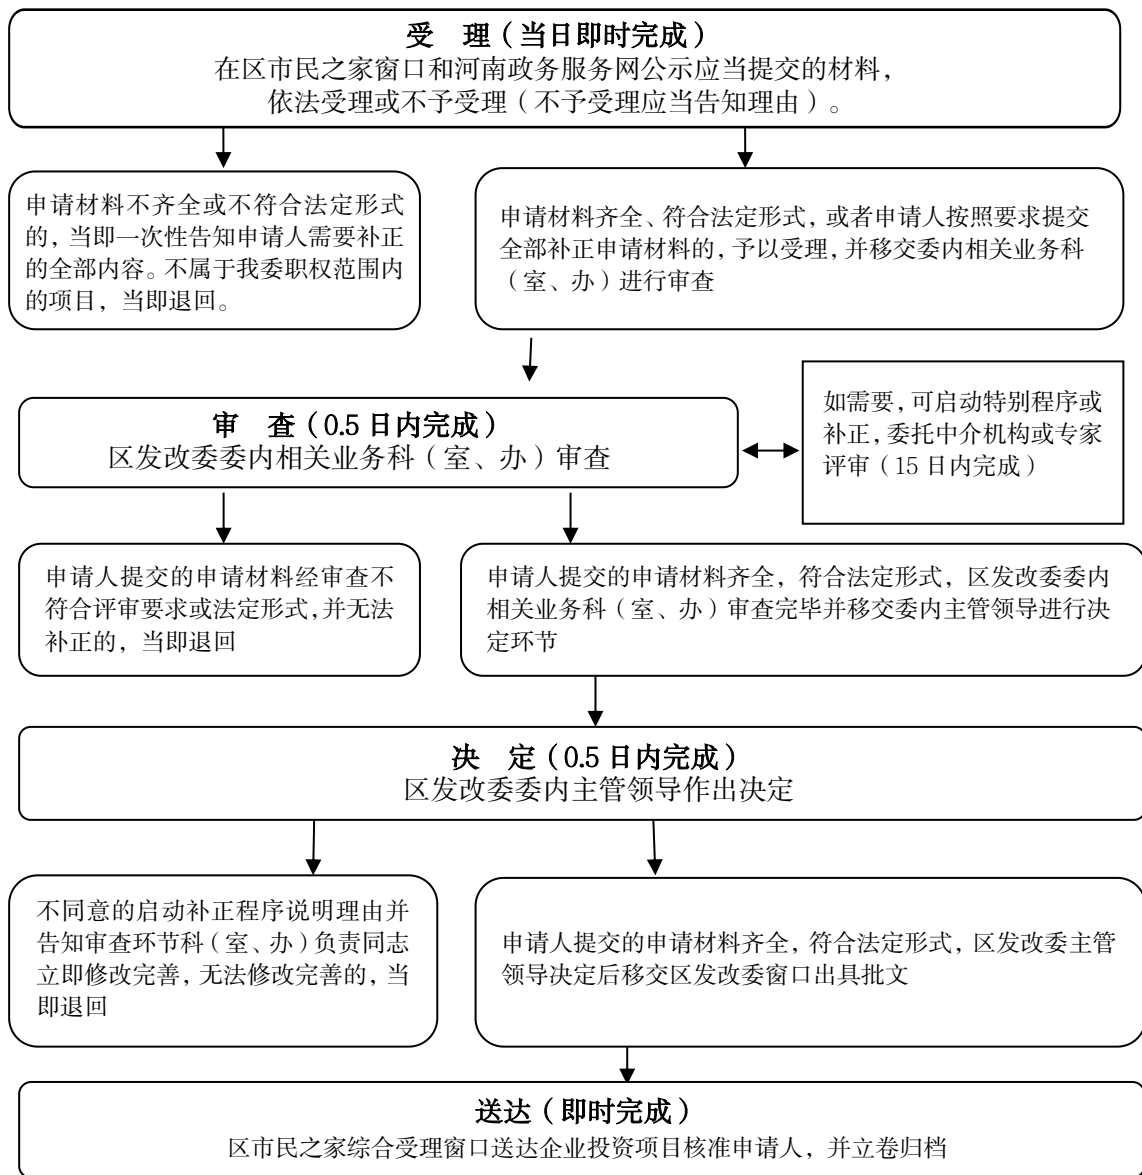 受　理（当日即时完成）
在区市民之家窗口和河南政务服务网公示应当提交的材料，
依法受理或不予受理（不予受理应当告知理由）。
申请材料不齐全或不符合法定形式
的，当即一次性告知申请人需要补正
的全部内容。不属于我委职权范围内
的项目，当即退回。
申请材料齐全、符合法定形式，或者申请人按照要求提交
全部补正申请材料的，予以受理，并移交委内相关业务科
（室、办）进行审查
审　查（0.5 日内完成）
区发改委委内相关业务科（室、办）审查
如需要，可启动特别程序或
补正，委托中介机构或专家
评审（15 日内完成）
申请人提交的申请材料经审查不
符合评审要求或法定形式，并无法
补正的，当即退回
申请人提交的申请材料齐全，符合法定形式，区发改委委内
相关业务科（室、办）审查完毕并移交委内主管领导进行决
定环节
决　定（0.5 日内完成）
区发改委委内主管领导作出决定
不同意的启动补正程序说明理由并
告知审查环节科（室、办）负责同志
立即修改完善，无法修改完善的，当
即退回
申请人提交的申请材料齐全，符合法定形式，区发改委主管
领导决定后移交区发改委窗口出具批文
送达（即时完成）
区市民之家综合受理窗口送达企业投资项目核准申请人，并立卷归档